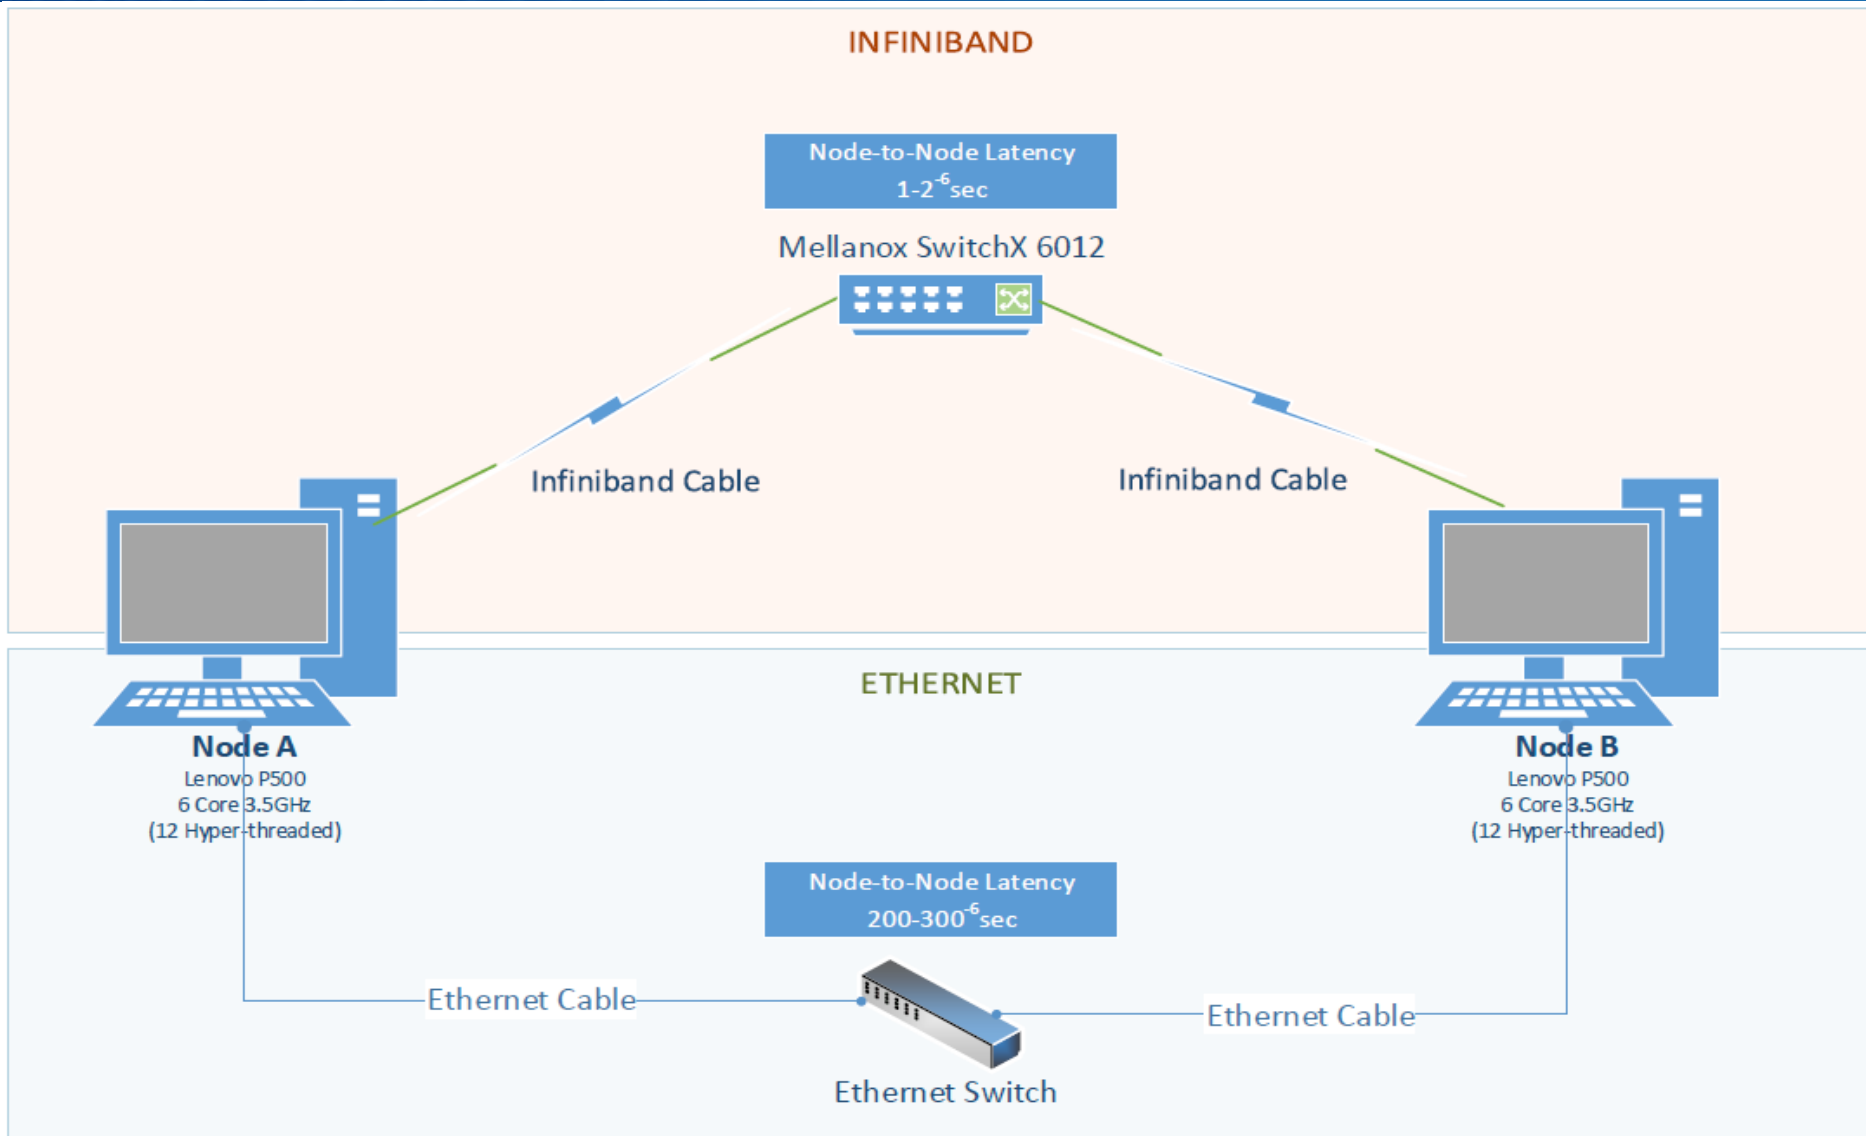 INFINIBAND
Node-to-Node Latency
1-2⁻⁶sec
Mellanox SwitchX 6012
Infiniband Cable
Infiniband Cable
ETHERNET
Node A
Lenovo P500
6 Core 3.5GHz
(12 Hyper-threaded)
Node B
Lenovo P500
6 Core 3.5GHz
(12 Hyper-threaded)
Node-to-Node Latency
200-300⁻⁶sec
Ethernet Cable
Ethernet Cable
Ethernet Switch